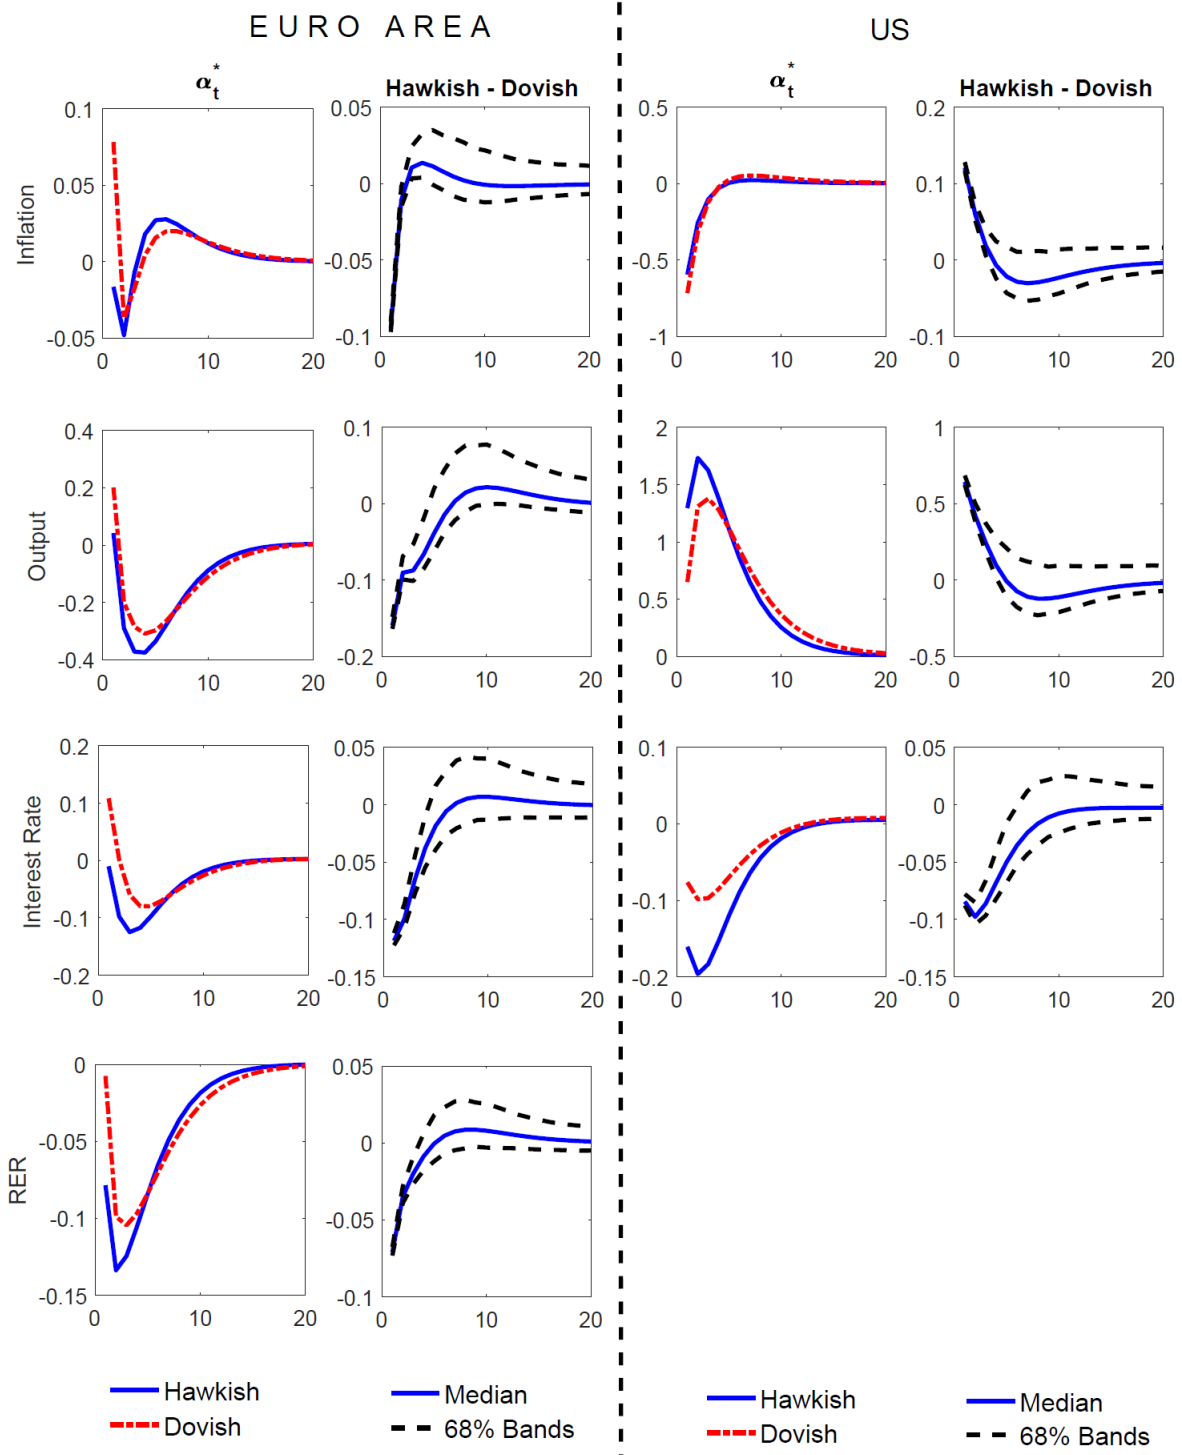 EURO AREA
US
α*t
Hawkish - Dovish
α*t
Hawkish - Dovish
Inflation
0.1
0.05
0
-0.05
0 10 20
0.05
0
-0.05
-0.1
0 10 20
0.5
0
-0.5
-1
0 10 20
0.2
0.1
0
-0.1
0 10 20
Output
0.4
0.2
0
-0.2
-0.4
0 10 20
0.1
0
-0.1
-0.2
0 10 20
2
1.5
1
0.5
0
0 10 20
1
0.5
0
-0.5
0 10 20
Interest Rate
0.2
0.1
0
-0.1
-0.2
0 10 20
0.05
0
-0.05
-0.1
-0.15
0 10 20
0.1
0
-0.1
-0.2
0 10 20
0.05
0
-0.05
-0.1
-0.15
0 10 20
RER
0
-0.05
-0.1
-0.15
0 10 20
0.05
0
-0.05
-0.1
0 10 20
Hawkish
Dovish
Median
68% Bands
Hawkish
Dovish
Median
68% Bands